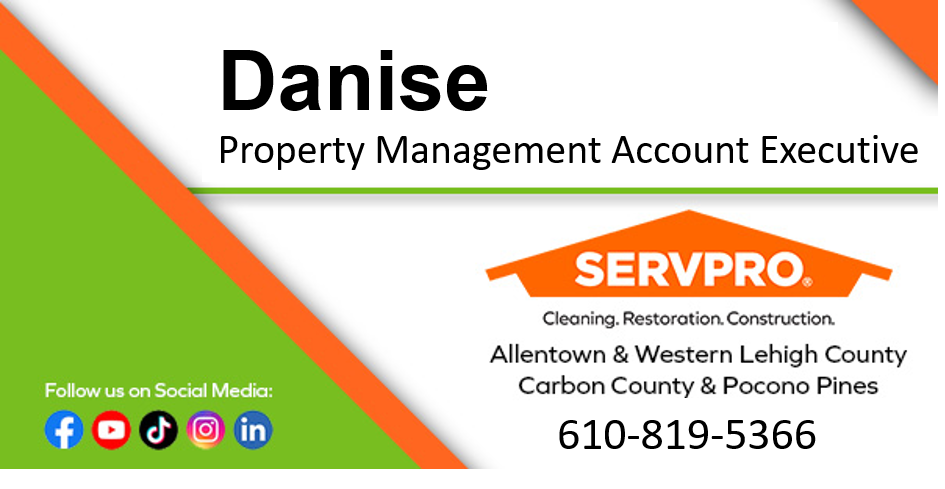 Danise
Property Management Account Executive
SERVPRO®
Cleaning. Restoration. Construction.
Allentown & Western Lehigh County
Carbon County & Pocono Pines
Follow us on Social Media:
610-819-5366